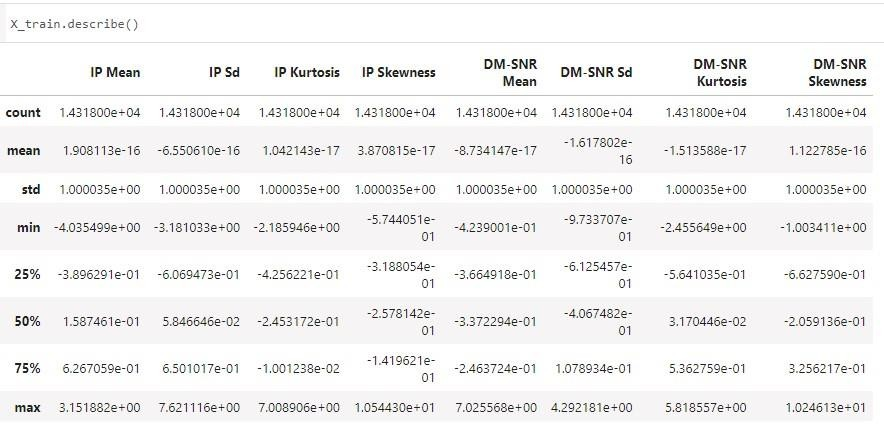 X_train.describe()
IP Mean IP Sd IP Kurtosis IP Skewness DM-SNR Mean DM-SNR Sd DM-SNR Kurtosis DM-SNR Skewness
count 1.431800e+04 1.431800e+04 1.431800e+04 1.431800e+04 1.431800e+04 1.431800e+04 1.431800e+04 1.431800e+04
mean 1.908113e-16 -6.550610e-16 1.042143e-17 3.870815e-17 -8.734147e-17 -1.617802e-16 -1.513588e-17 1.122785e-16
std 1.000035e+00 1.000035e+00 1.000035e+00 1.000035e+00 1.000035e+00 1.000035e+00 1.000035e+00 1.000035e+00
min -4.035499e+00 -3.181033e+00 -2.185946e+00 -5.744051e-01 -4.239001e-01 -9.733707e-01 -2.455649e+00 -1.003411e+00
25% -3.896291e-01 -6.069473e-01 -4.256221e-01 -3.188054e-01 -3.664918e-01 -6.125457e-01 -5.641035e-01 -6.627590e-01
50% 1.587461e-01 5.846646e-02 -2.453172e-01 -2.578142e-01 -3.372294e-01 -4.067482e-01 3.170446e-02 -2.059136e-01
75% 6.267059e-01 6.501017e-01 -1.001238e-02 -1.419621e-01 -2.463724e-01 1.078934e-01 5.362759e-01 3.256217e-01
max 3.151882e+00 7.621116e+00 7.008906e+00 1.054430e+01 7.025568e+00 4.292181e+00 5.818557e+00 1.024613e+01